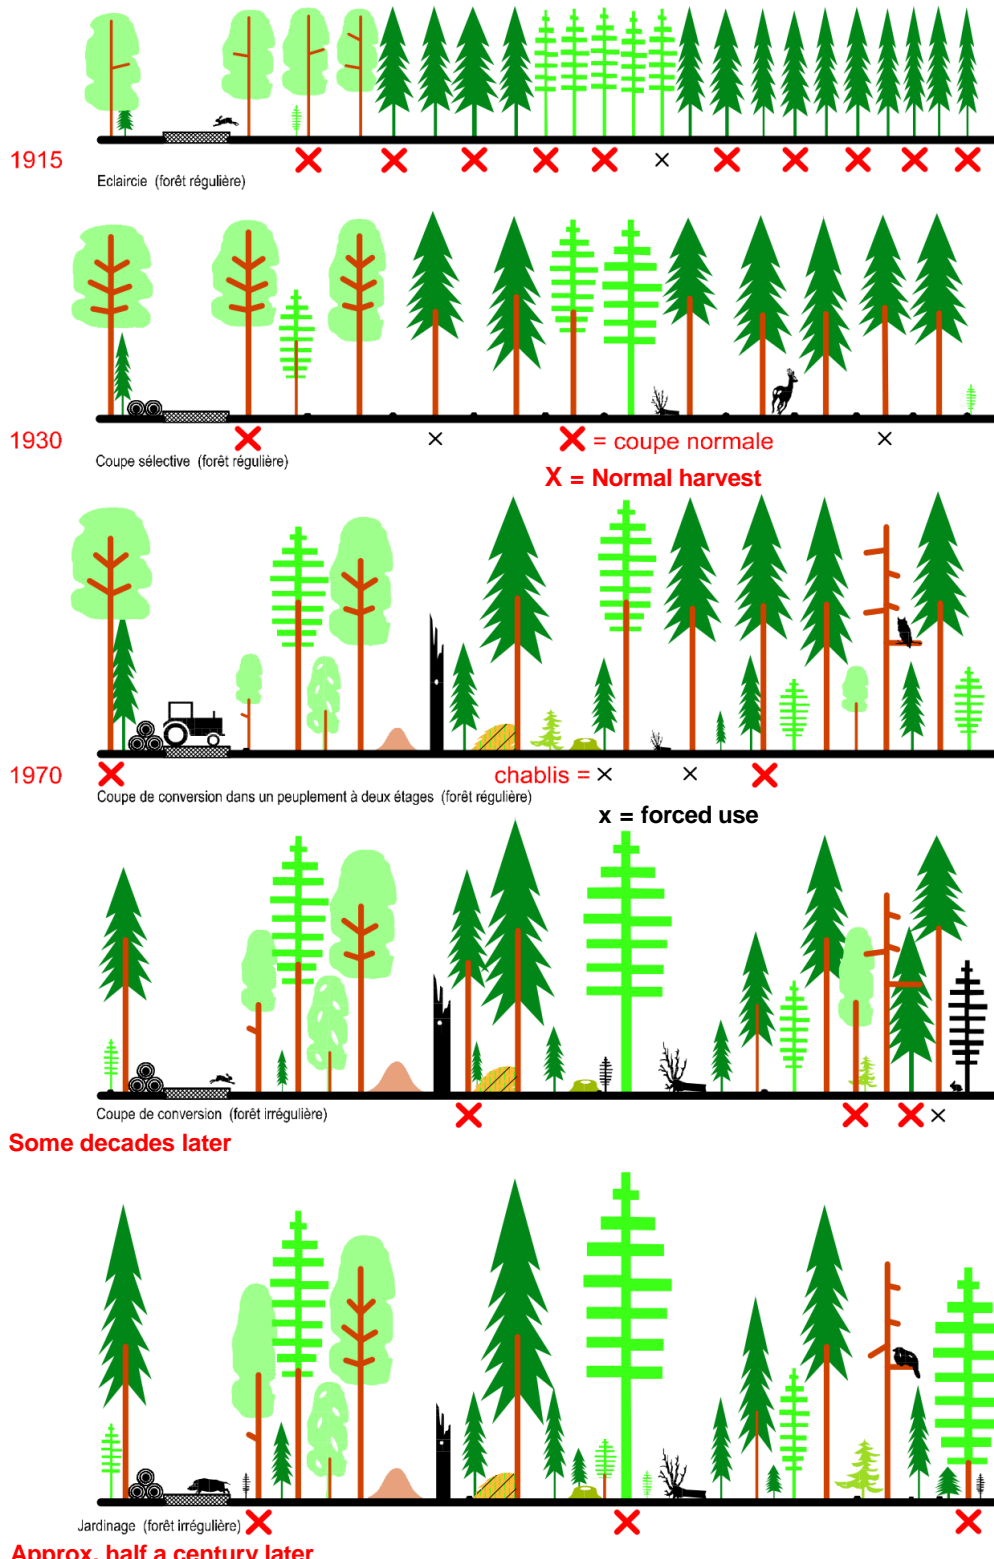 1915
Eclaircie (forêt régulière)
1930
X = coupe normale
Coupe sélective (forêt régulière)
X = Normal harvest
1970
chablis = ×
Coupe de conversion dans un peuplement à deux étages (forêt régulière)
x = forced use
Coupe de conversion (forêt irrégulière)
Some decades later
Jardinage (forêt irrégulière)
Approx. half a century later